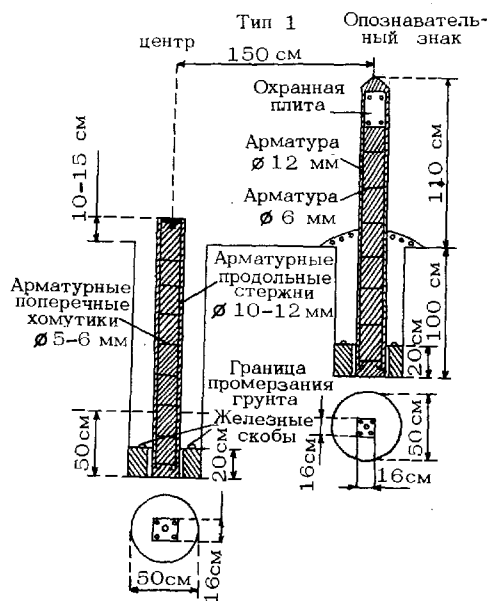 Тип 1
центр
Опознаватель-
ный знак
150 см
Охранная
плита
10-15 см
Арматура
Ø 12 мм
110 см
Арматура
Ø 6 мм
Арматурные
продольные
стержни
Ø 10-12 мм
Арматурные
поперечные
хомутики
Ø 5-6 мм
100 см
20см
Граница
промерзания
грунта
Железные
скобы
50см
20см
50см
16см
16см
50см
16см